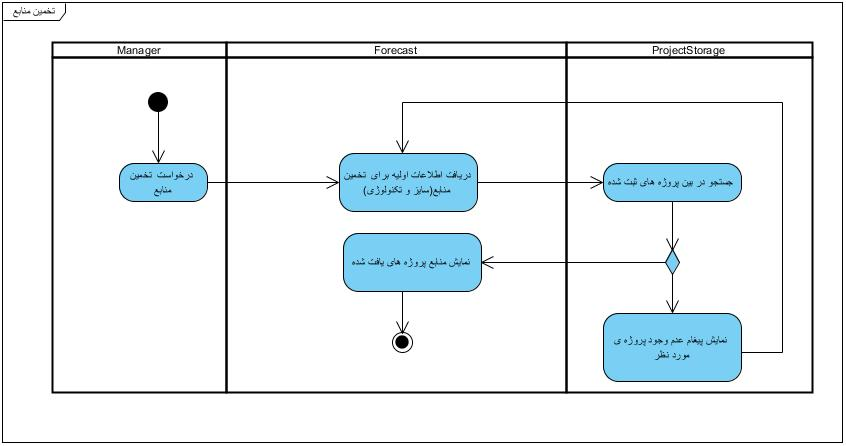 تخمین منابع
Manager
Forecast
ProjectStorage
درخواست تخمین
منابع
دریافت اطلاعات اولیه برای تخمین
منابع(سایز و تکنولوژی)
جستجو در بین پروژه های ثبت شده
نمایش منابع پروژه های یافت شده
نمایش پیغام عدم وجود پروژه ی
مورد نظر